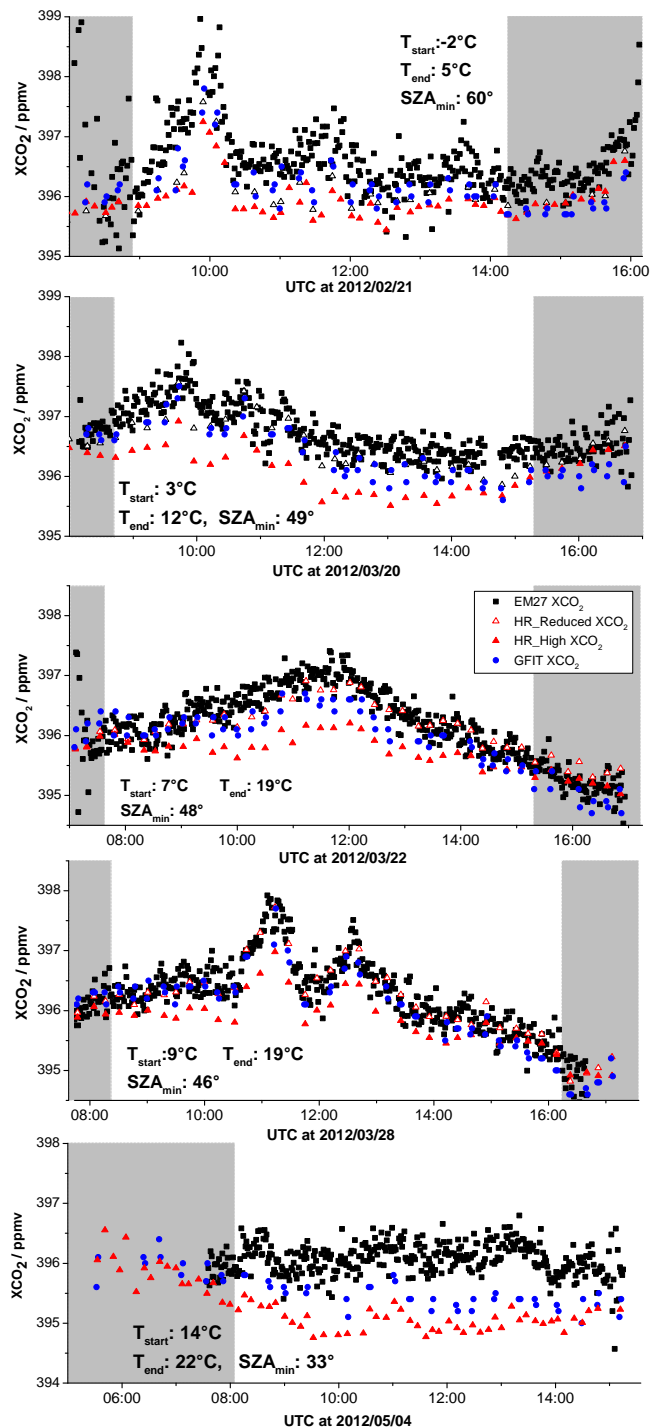 399
398
397
396
395
XCO2 / ppmv
Tstart:-2°C
Tend: 5°C
SZAmin: 60°
10:00 12:00 14:00 16:00
UTC at 2012/02/21
399
398
397
396
395
XCO2 / ppmv
Tstart: 3°C
Tend: 12°C, SZAmin: 49°
10:00 12:00 14:00 16:00
UTC at 2012/03/20
398
397
396
395
XCO2 / ppmv
EM27 XCO2
HR_Reduced XCO2
HR_High XCO2
GFIT XCO2
Tstart: 7°C Tend: 19°C
SZAmin: 48°
08:00 10:00 12:00 14:00 16:00
UTC at 2012/03/22
398
397
396
395
XCO2 / ppmv
Tstart:9°C Tend: 19°C
SZAmin: 46°
08:00 10:00 12:00 14:00 16:00
UTC at 2012/03/28
398
397
396
395
394
XCO2 / ppmv
Tstart: 14°C
Tend: 22°C, SZAmin: 33°
06:00 08:00 10:00 12:00 14:00
UTC at 2012/05/04